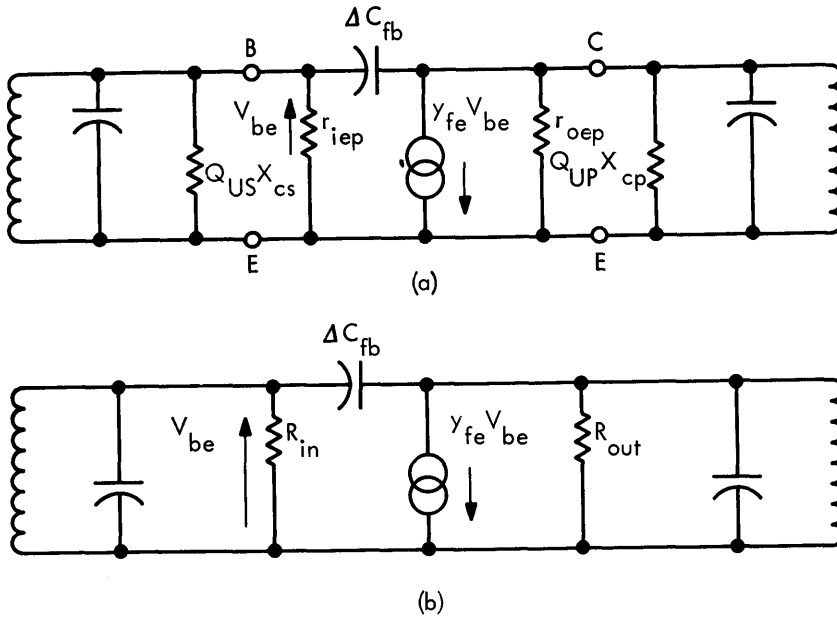 ΔC_fb
B
C
V_be
r_iep
y_fe V_be
r_oep
Q_US X_cs
Q_UP X_cp
E
E
(a)
ΔC_fb
V_be
R_in
y_fe V_be
R_out
(b)